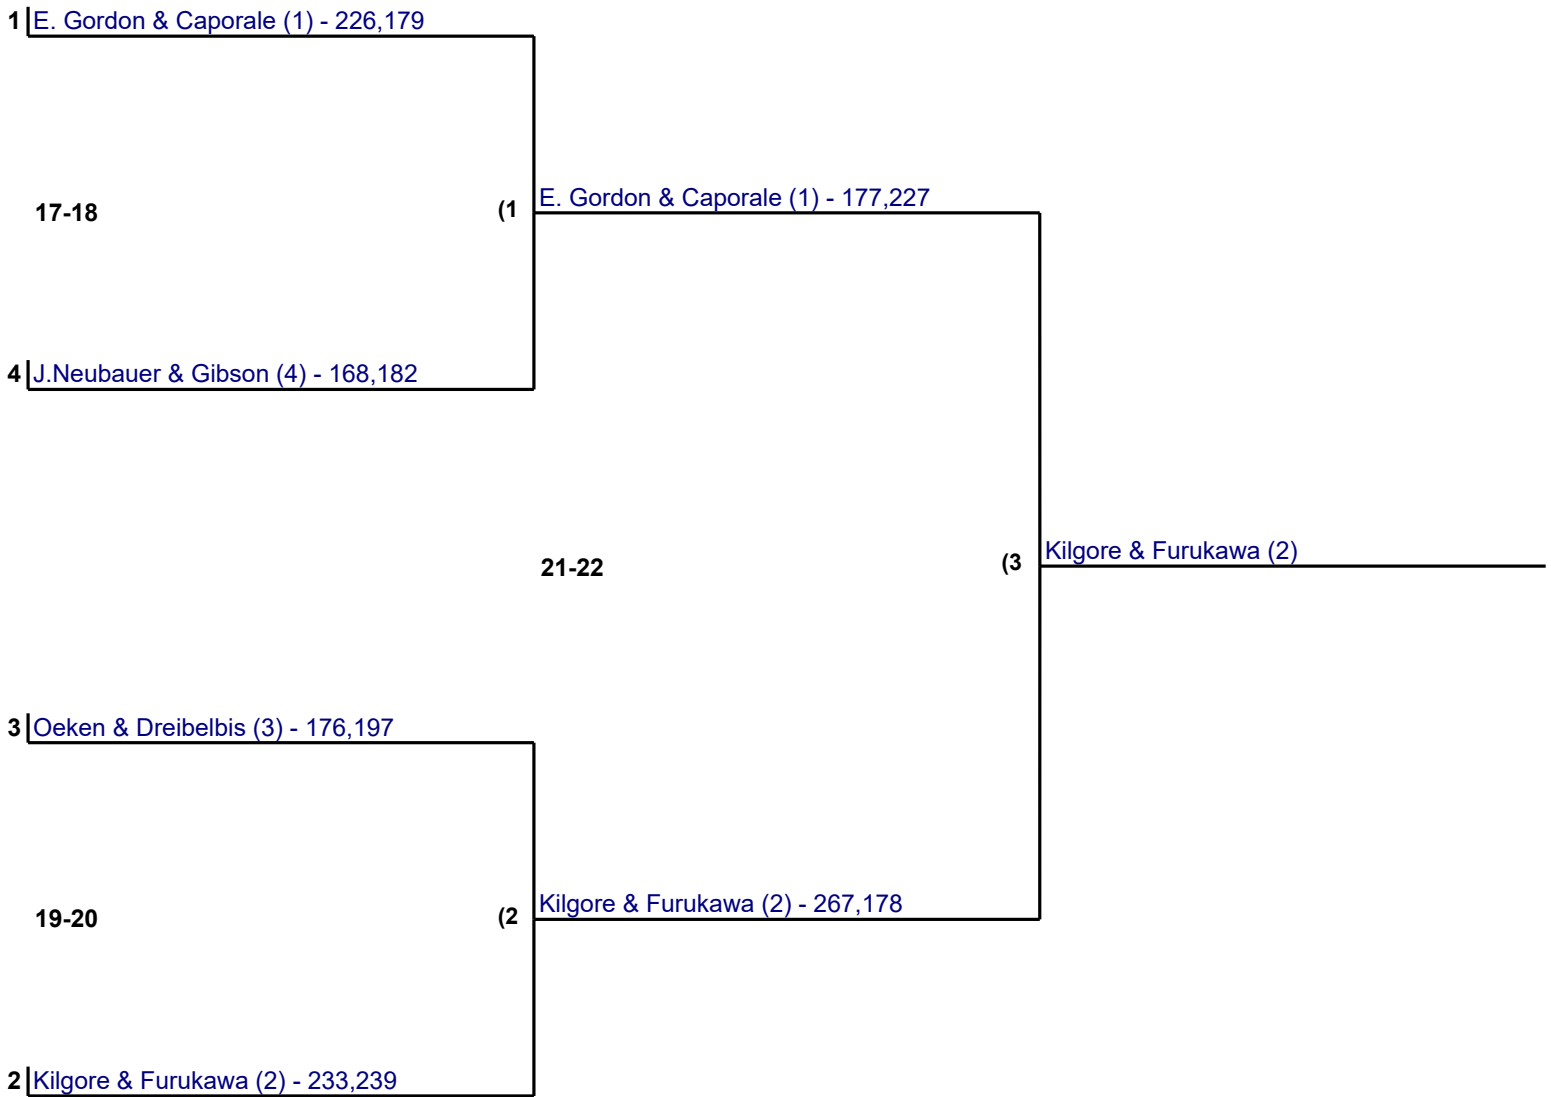 1 E. Gordon & Caporale (1) - 226,179
17-18
(1
E. Gordon & Caporale (1) - 177,227
4 J.Neubauer & Gibson (4) - 168,182
21-22
(3
Kilgore & Furukawa (2)
3 Oeken & Dreibelbis (3) - 176,197
19-20
(2
Kilgore & Furukawa (2) - 267,178
2 Kilgore & Furukawa (2) - 233,239